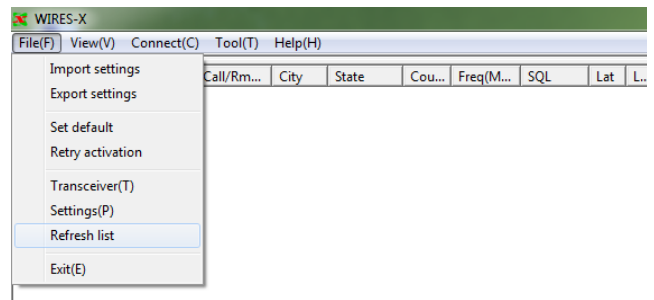 WIRES-X
File(F) View(V) Connect(C) Tool(T) Help(H)
Call/Rm... City State Cou... Freq(M... SQL Lat L...
Import settings
Export settings
Set default
Retry activation
Transceiver(T)
Settings(P)
Refresh list
Exit(E)